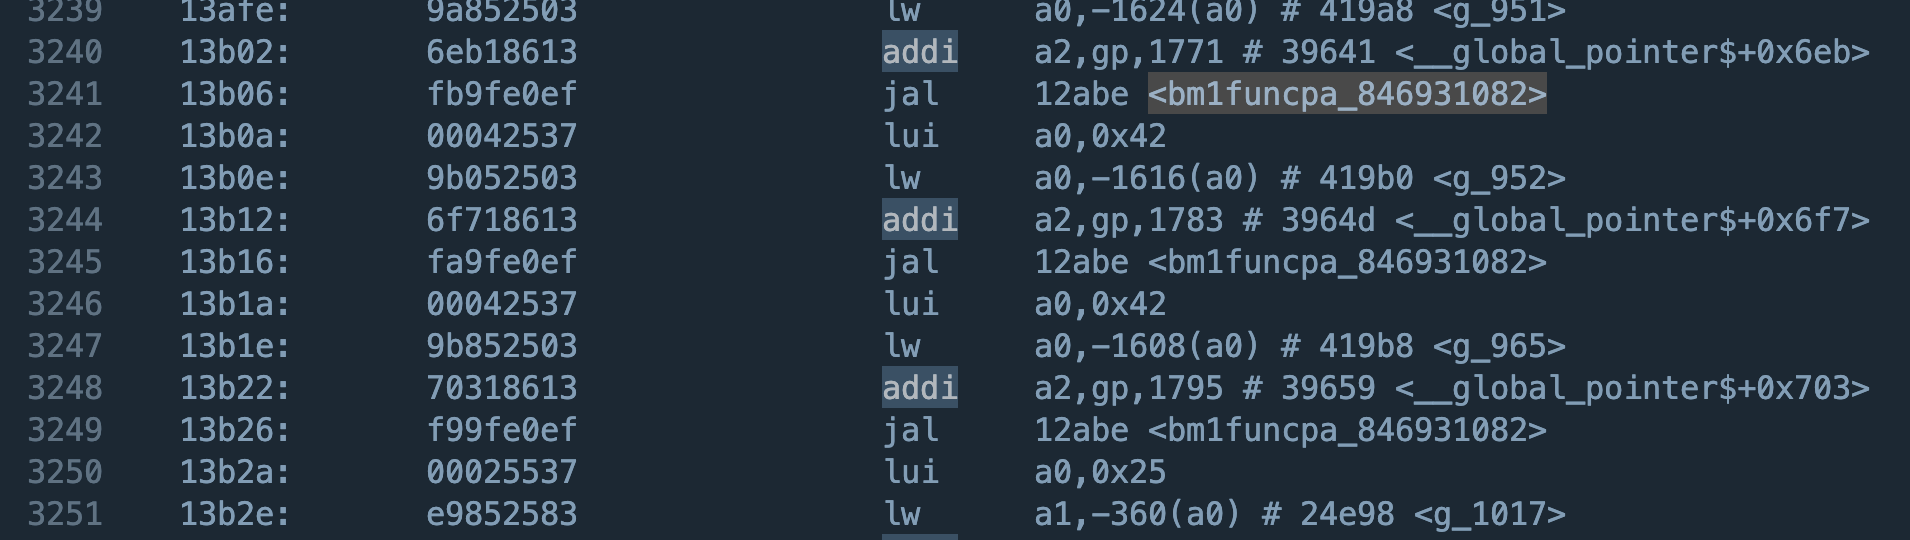 3239 13afe: 9a852503 lw a0,-1624(a0) # 419a8 <g_951>
3240 13b02: 6eb18613 addi a2,gp,1771 # 39641 <__global_pointer$+0x6eb>
3241 13b06: fb9fe0ef jal 12abe <bm1funcpa_846931082>
3242 13b0a: 00042537 lui a0,0x42
3243 13b0e: 9b052503 lw a0,-1616(a0) # 419b0 <g_952>
3244 13b12: 6f718613 addi a2,gp,1783 # 3964d <__global_pointer$+0x6f7>
3245 13b16: fa9fe0ef jal 12abe <bm1funcpa_846931082>
3246 13b1a: 00042537 lui a0,0x42
3247 13b1e: 9b852503 lw a0,-1608(a0) # 419b8 <g_965>
3248 13b22: 70318613 addi a2,gp,1795 # 39659 <__global_pointer$+0x703>
3249 13b26: f99fe0ef jal 12abe <bm1funcpa_846931082>
3250 13b2a: 00025537 lui a0,0x25
3251 13b2e: e9852583 lw a1,-360(a0) # 24e98 <g_1017>